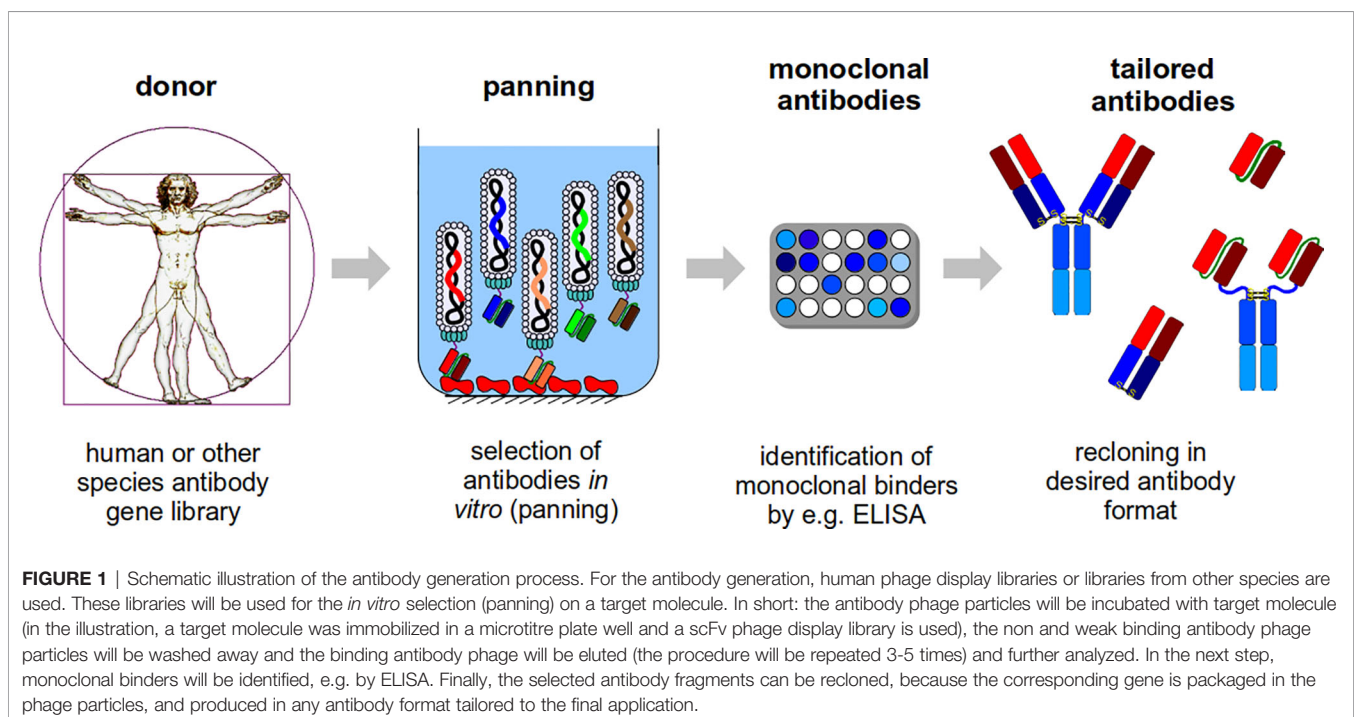 donor
human or other
species antibody
gene library
panning
selection of
antibodies in
vitro (panning)
monoclonal
antibodies
identification of
monoclonal binders
by e.g. ELISA
tailored
antibodies
S S
S S
S S
recloning in
desired antibody
format
FIGURE 1 | Schematic illustration of the antibody generation process. For the antibody generation, human phage display libraries or libraries from other species are
used. These libraries will be used for the in vitro selection (panning) on a target molecule. In short: the antibody phage particles will be incubated with target molecule
(in the illustration, a target molecule was immobilized in a microtitre plate well and a scFv phage display library is used), the non and weak binding antibody phage
particles will be washed away and the binding antibody phage will be eluted (the procedure will be repeated 3-5 times) and further analyzed. In the next step,
monoclonal binders will be identified, e.g. by ELISA. Finally, the selected antibody fragments can be recloned, because the corresponding gene is packaged in the
phage particles, and produced in any antibody format tailored to the final application.